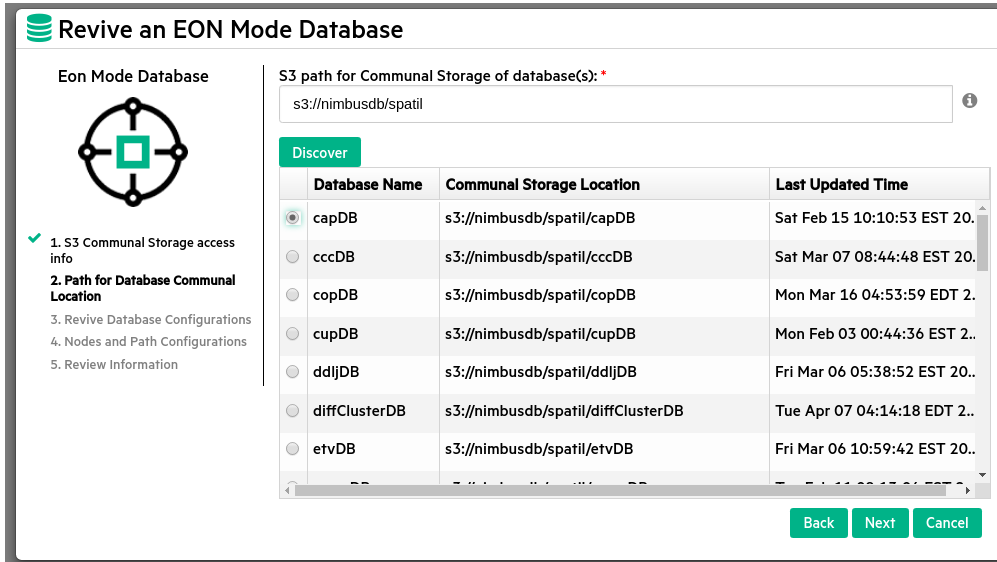 Revive an EON Mode Database
Eon Mode Database
1. S3 Communal Storage access
info
2. Path for Database Communal
Location
3. Revive Database Configurations
4. Nodes and Path Configurations
5. Review Information
S3 path for Communal Storage of database(s): *
s3://nimbusdb/spatil
Discover
Database Name Communal Storage Location Last Updated Time
capDB s3://nimbusdb/spatil/capDB Sat Feb 15 10:10:53 EST 20.
cccDB s3://nimbusdb/spatil/cccDB Sat Mar 07 08:44:48 EST 20.
copDB s3://nimbusdb/spatil/copDB Mon Mar 16 04:53:59 EDT 2.
cupDB s3://nimbusdb/spatil/cupDB Mon Feb 03 00:44:36 EST 2..
ddljDB s3://nimbusdb/spatil/ddljDB Fri Mar 06 05:38:52 EST 20..
diffClusterDB s3://nimbusdb/spatil/diffClusterDB Tue Apr 07 04:14:18 EDT 2..
etvDB s3://nimbusdb/spatil/etvDB Fri Mar 06 10:59:42 EST 20..
Back Next Cancel